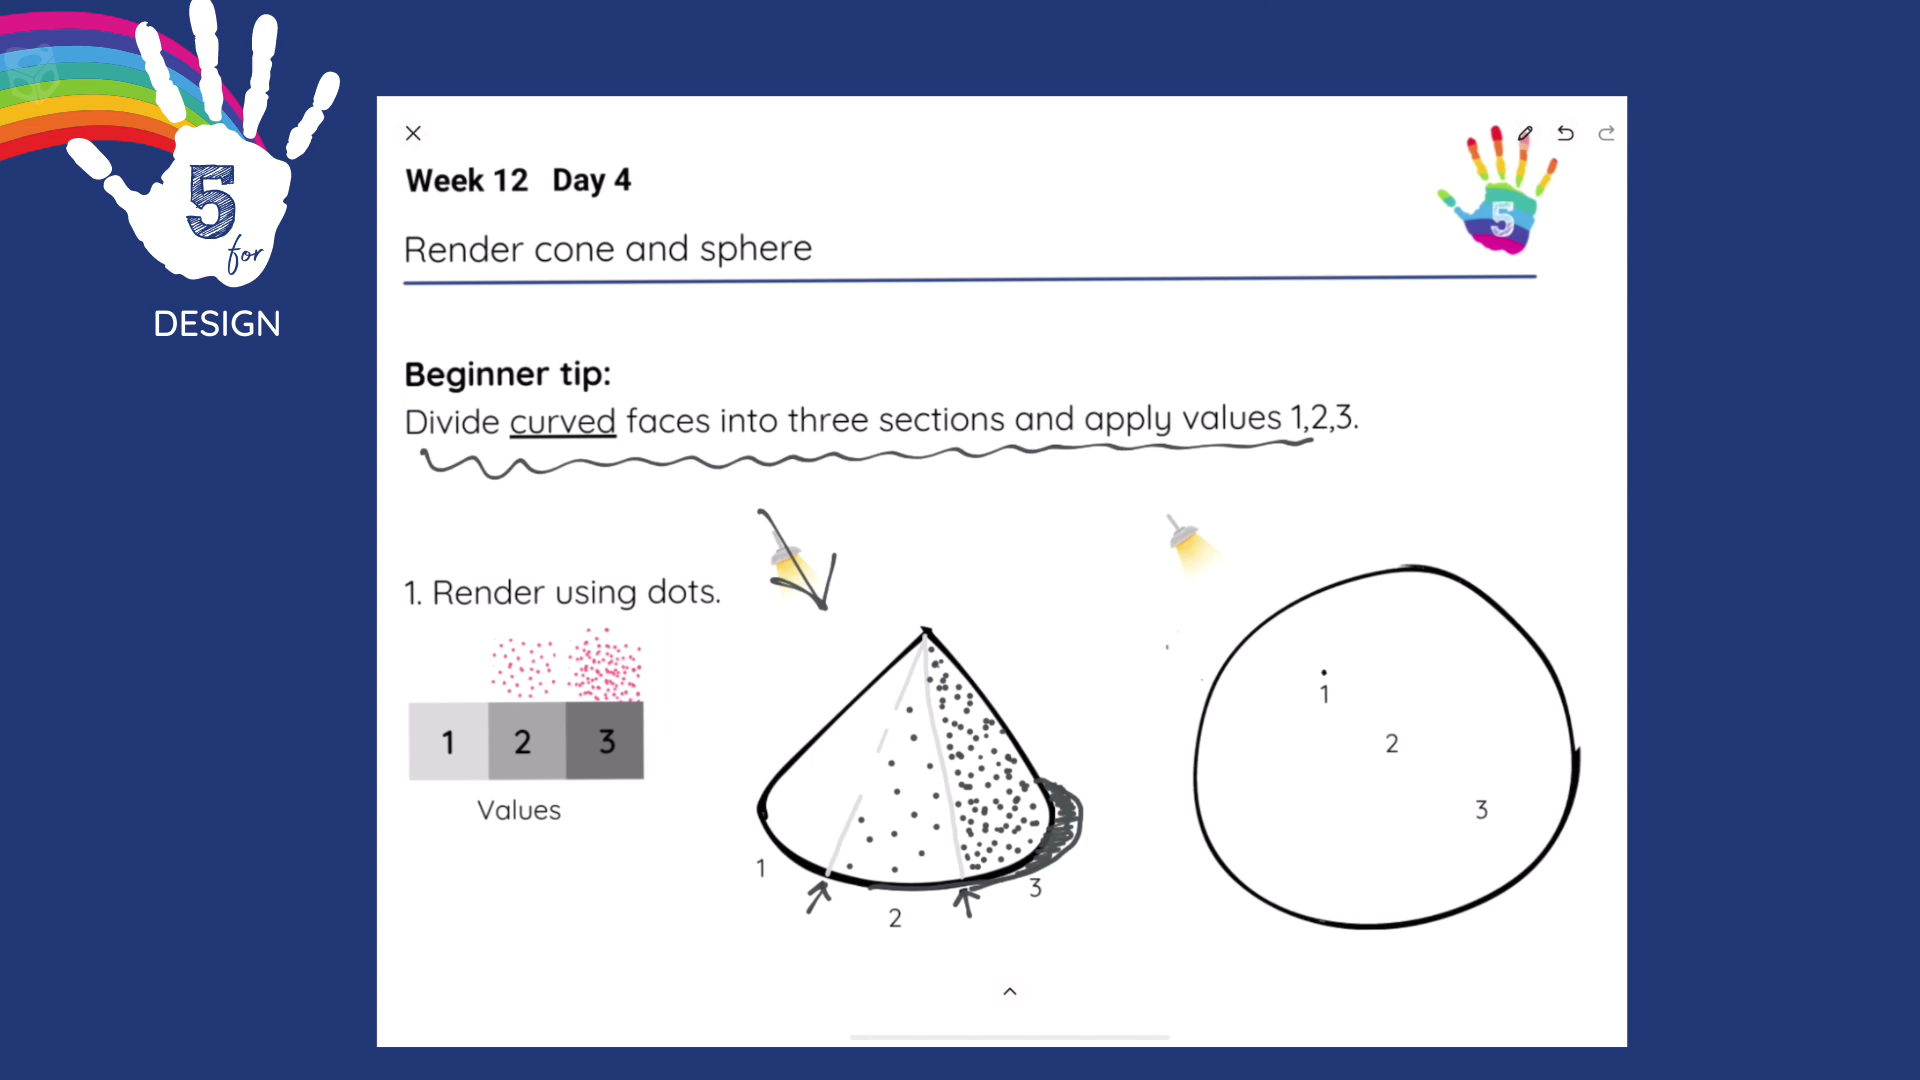 5
for
DESIGN
Week 12 Day 4
5
Render cone and sphere
Beginner tip:
Divide curved faces into three sections and apply values 1,2,3.
1. Render using dots.
1 2 3
Values
1
2
3
1
2
3